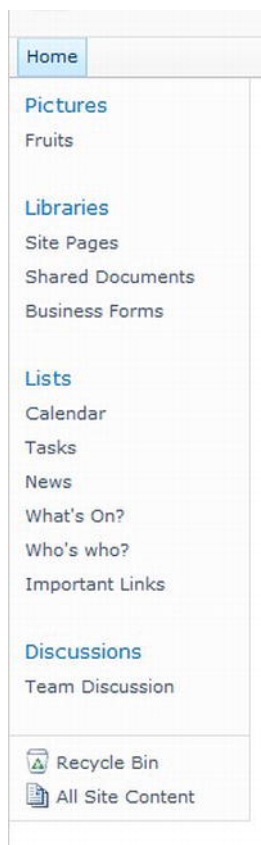 Home
Pictures
Fruits
Libraries
Site Pages
Shared Documents
Business Forms
Lists
Calendar
Tasks
News
What's On?
Who's who?
Important Links
Discussions
Team Discussion
Recycle Bin
All Site Content